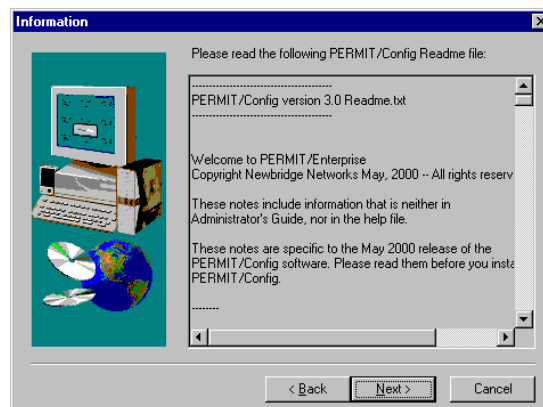 Information
Please read the following PERMIT/Config Readme file:
----------------------------------------
PERMIT/Config version 3.0 Readme.txt
----------------------------------------
Welcome to PERMIT/Enterprise
Copyright Newbridge Networks May, 2000 -- All rights reserv
These notes include information that is neither in
Administrator's Guide, nor in the help file.
These notes are specific to the May 2000 release of the
PERMIT/Config software. Please read them before you insta
PERMIT/Config.
--------
< Back Next > Cancel